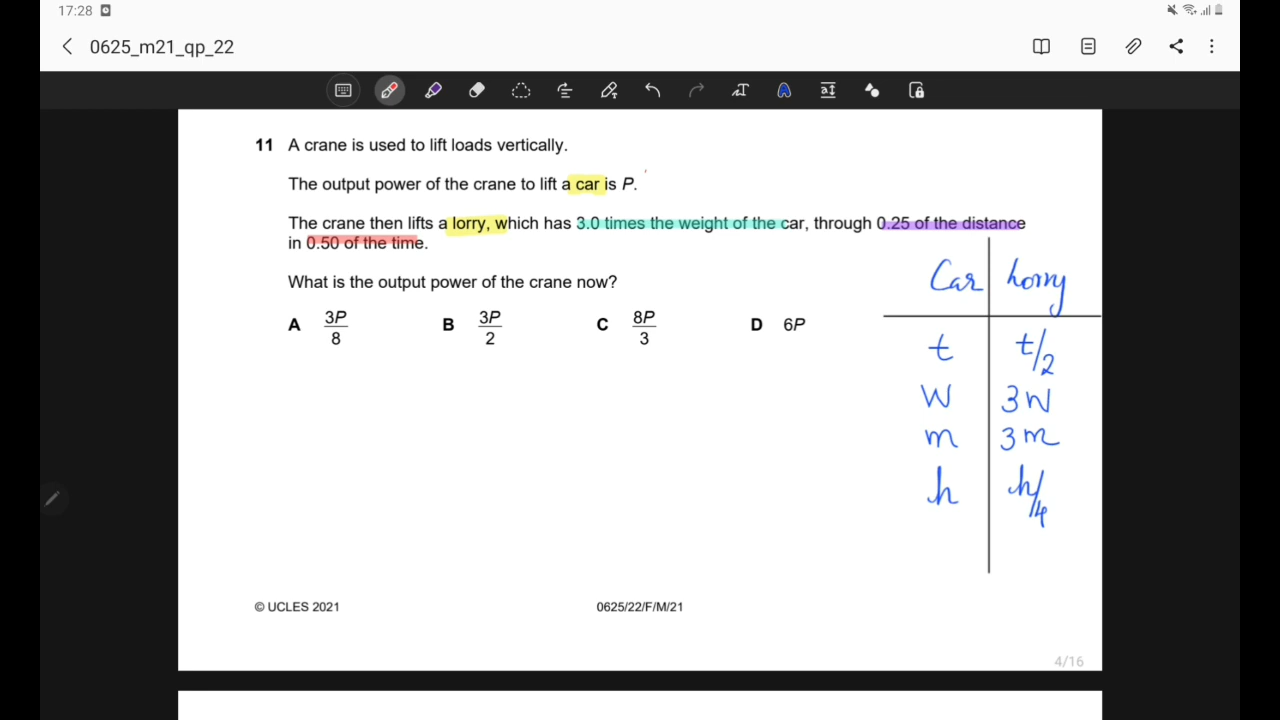 17:28
0625_m21_qp_22
11 A crane is used to lift loads vertically.
The output power of the crane to lift a car is P.
The crane then lifts a lorry, which has 3.0 times the weight of the car, through 0.25 of the distance
in 0.50 of the time.
What is the output power of the crane now?
A 3P/8 B 3P/2 C 8P/3 D 6P
Car lorry
t t/2
W 3W
m 3m
h h/4
© UCLES 2021 0625/22/F/M/21
4/16